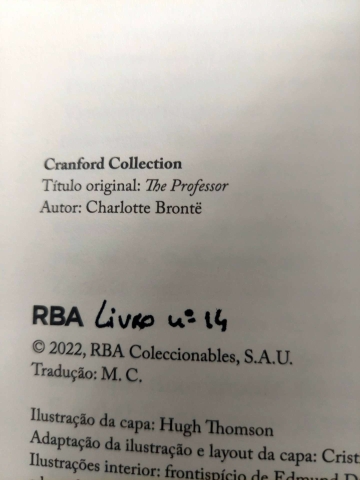 Cranford Collection
Título original: The Professor
Autor: Charlotte Brontë
RBA Livro nº 14
© 2022, RBA Coleccionables, S.A.U.
Tradução: M. C.
Ilustração da capa: Hugh Thomson
Adaptação da ilustração e layout da capa:
Ilustrações interior: frontispício de Edmund